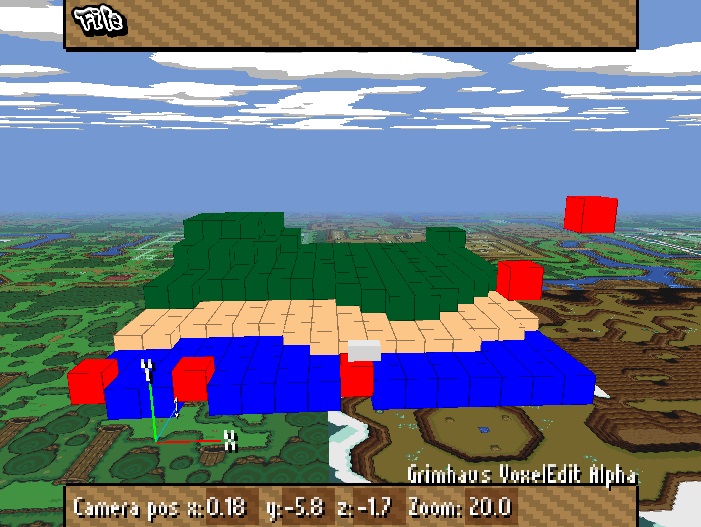 File
Y
X
Grimhaus VoxelEdit Alpha
Camera pos x: 0.18 y:-5.8 z: -1.7 Zoom: 20.0